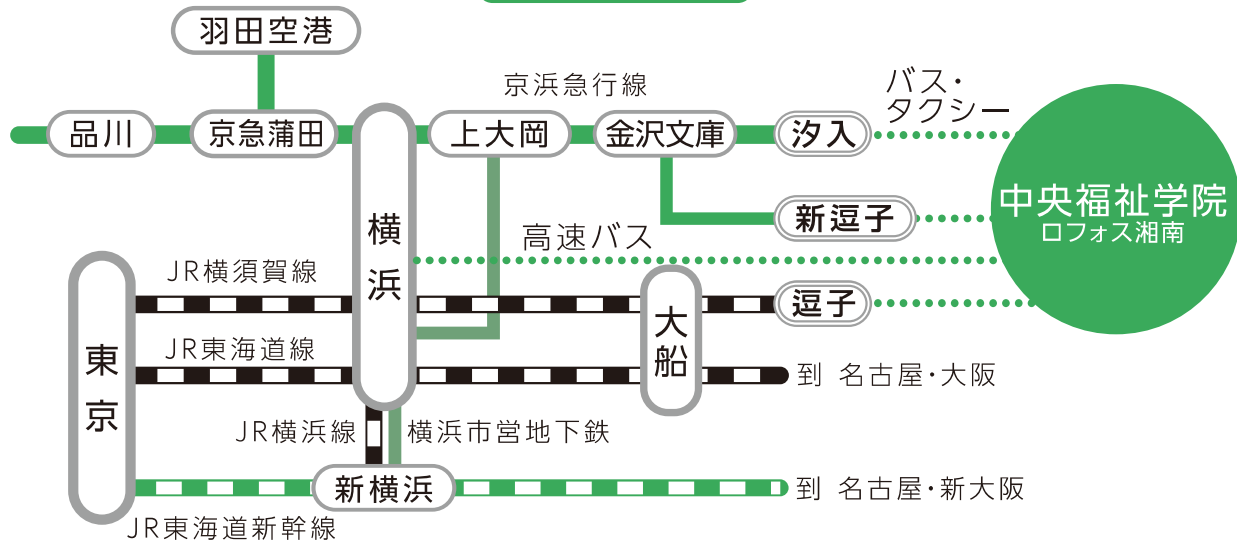 羽田空港
京浜急行線
バス・
タクシー
品川
京急蒲田
上大岡
金沢文庫
汐入
中央福祉学院
ロフォス湘南
新逗子
横浜
高速バス
JR横須賀線
逗子
大船
東京
JR東海道線
到 名古屋・大阪
JR横浜線
横浜市営地下鉄
新横浜
到 名古屋・新大阪
JR東海道新幹線